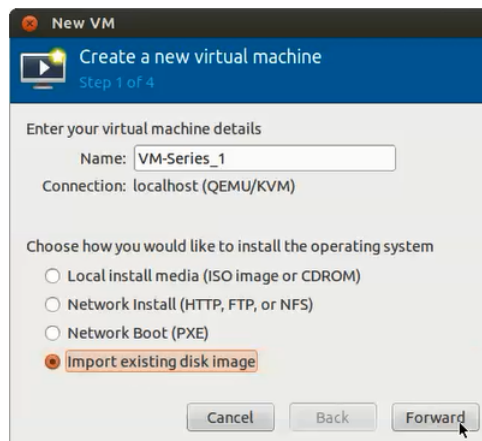 New VM
Create a new virtual machine
Step 1 of 4
Enter your virtual machine details
Name: VM-Series_1
Connection: localhost (QEMU/KVM)
Choose how you would like to install the operating system
Local install media (ISO image or CDROM)
Network Install (HTTP, FTP, or NFS)
Network Boot (PXE)
Import existing disk image
Cancel Back Forward